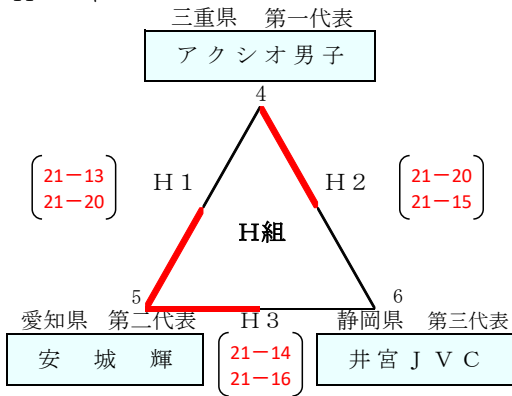 三重県 第一代表
アクシオ男子
4
21－13
21－20
H1
H2
21－20
21－15
H組
5
6
愛知県 第二代表
H3
静岡県 第三代表
安城輝
21－14
21－16
井宮JVC